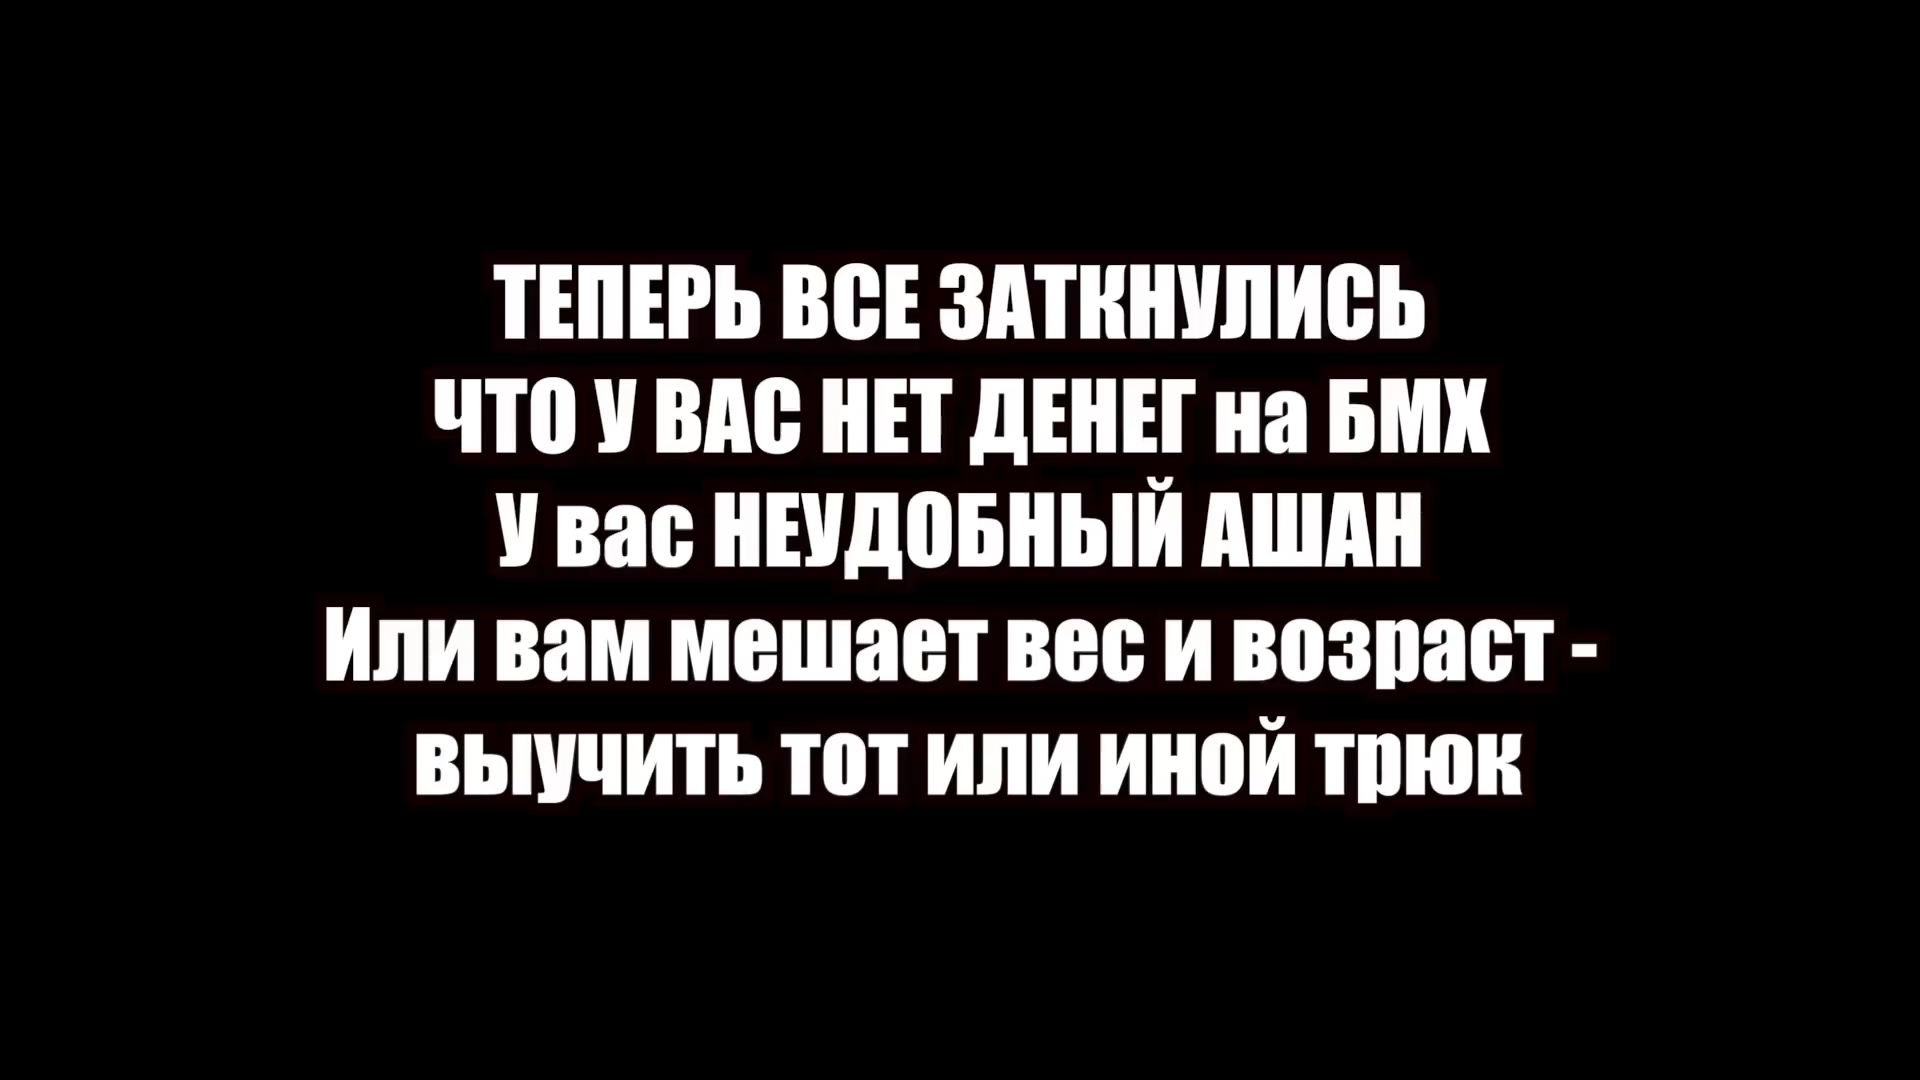 ТЕПЕРЬ ВСЕ ЗАТКНУЛИСЬ
ЧТО У ВАС НЕТ ДЕНЕГ на БМХ
У вас НЕУДОБНЫЙ АШАН
Или вам мешает вес и возраст -
выучить тот или иной трюк